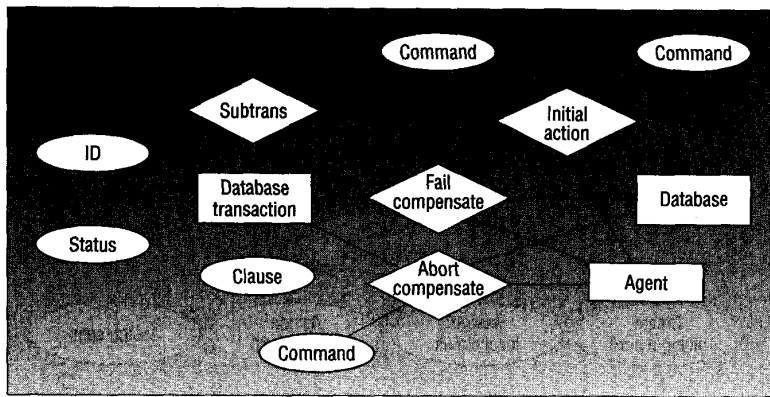 Command
Command
Subtrans
Initial
action
ID
Database
transaction
Fail
compensate
Database
Status
Clause
Abort
compensate
Agent
Command